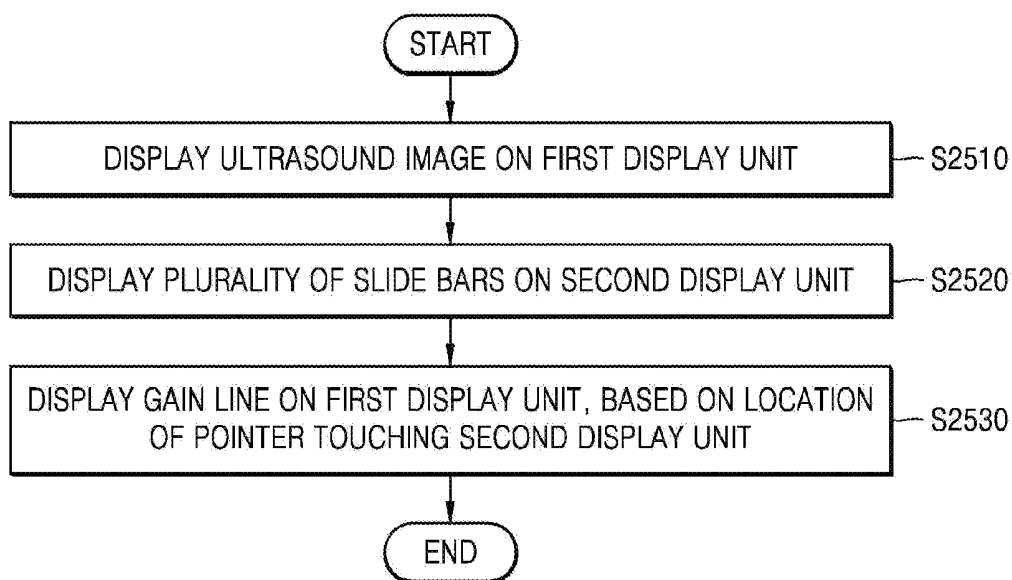 START
DISPLAY ULTRASOUND IMAGE ON FIRST DISPLAY UNIT
S2510
DISPLAY PLURALITY OF SLIDE BARS ON SECOND DISPLAY UNIT
S2520
DISPLAY GAIN LINE ON FIRST DISPLAY UNIT, BASED ON LOCATION
OF POINTER TOUCHING SECOND DISPLAY UNIT
S2530
END